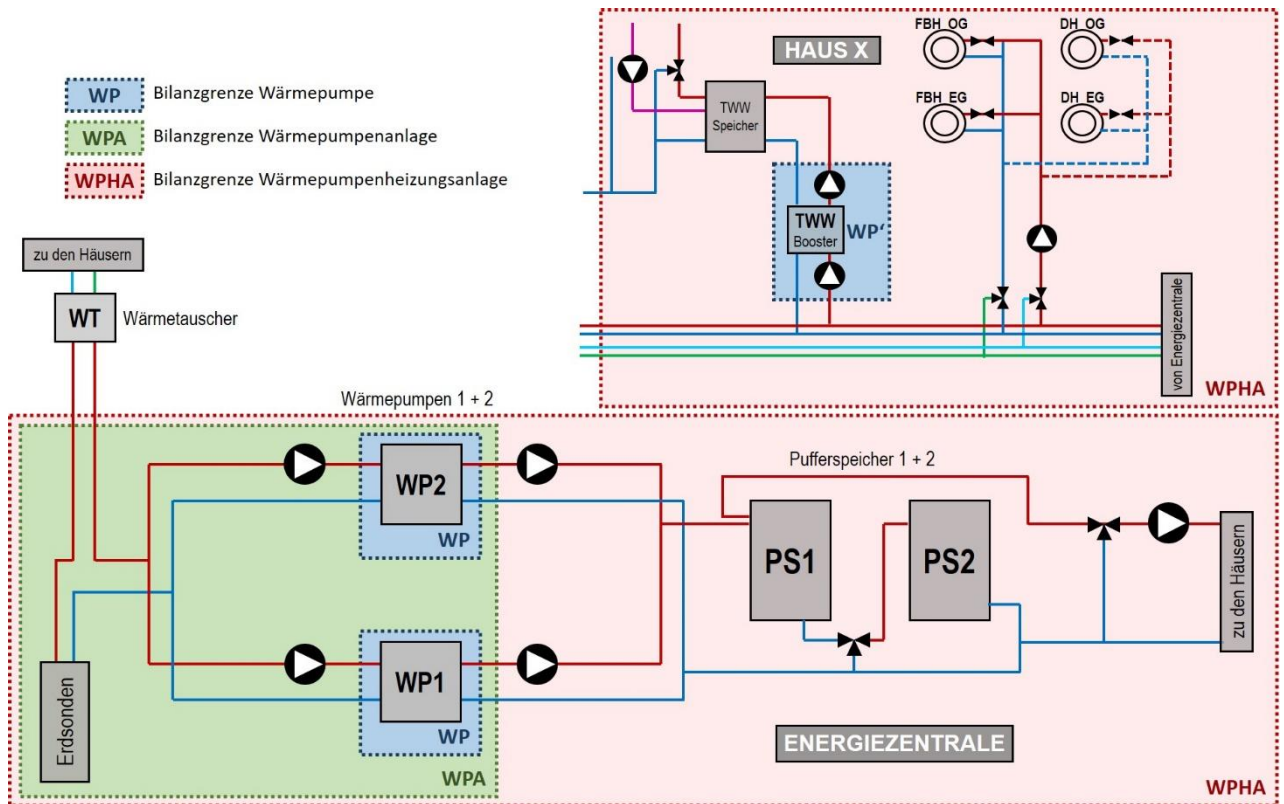 WP Bilanzgrenze Wärmepumpe
WPA Bilanzgrenze Wärmepumpenanlage
WPHA Bilanzgrenze Wärmepumpenheizungsanlage
HAUS X
FBH_OG
DH_OG
FBH_EG
DH_EG
TWW
Speicher
TWW
Booster
WP‘
von Energiezentrale
WPHA
zu den Häusern
WT
Wärmetauscher
Wärmepumpen 1 + 2
WP2
WP
Pufferspeicher 1 + 2
PS1
PS2
zu den Häusern
Erdsonden
WP1
WP
WPA
ENERGIEZENTRALE
WPHA